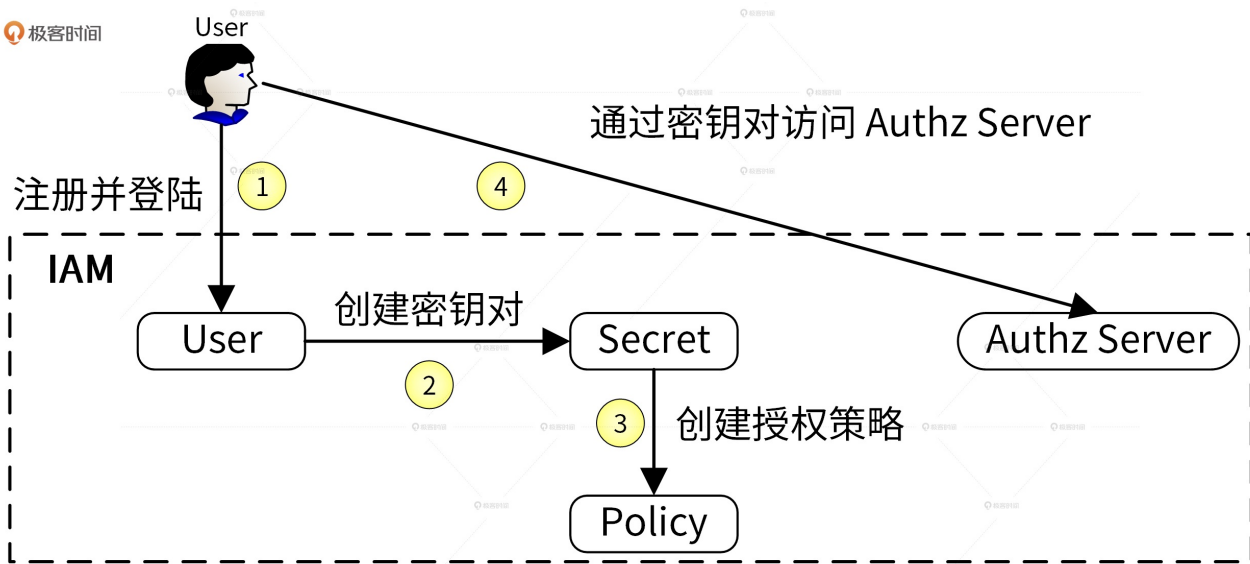 极客时间
User
通过密钥对访问 Authz Server
注册并登陆
1
4
IAM
User
创建密钥对
Secret
Authz Server
2
3
创建授权策略
Policy